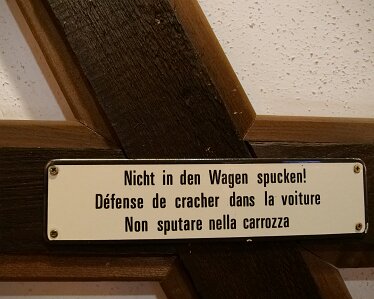 Nicht in den Wagen spucken!
Défense de cracher dans la voiture
Non sputare nella carrozza